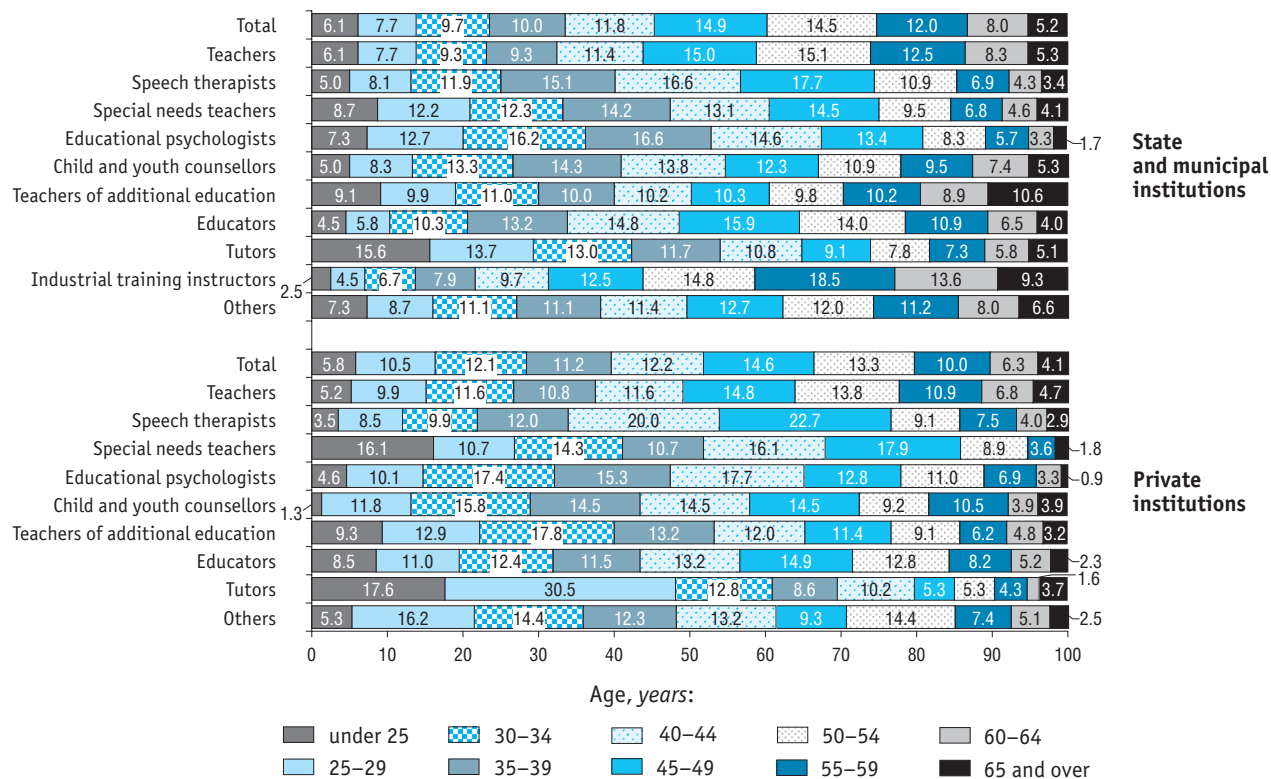 Total 6.1 7.7 9.7 10.0 11.8 14.9 14.5 12.0 8.0 5.2
Teachers 6.1 7.7 9.3 9.3 11.4 15.0 15.1 12.5 8.3 5.3
Speech therapists 5.0 8.1 11.9 15.1 16.6 17.7 10.9 6.9 4.3 3.4
Special needs teachers 8.7 12.2 12.3 14.2 13.1 14.5 9.5 6.8 4.6 4.1
Educational psychologists 7.3 12.7 16.2 16.6 14.6 13.4 8.3 5.7 3.3 1.7
Child and youth counsellors 5.0 8.3 13.3 14.3 13.8 12.3 10.9 9.5 7.4 5.3
Teachers of additional education 9.1 9.9 11.0 10.0 10.2 10.3 9.8 10.2 8.9 10.6
Educators 4.5 5.8 10.3 13.2 14.8 15.9 14.0 10.9 6.5 4.0
Tutors 15.6 13.7 13.0 11.7 10.8 9.1 7.8 7.3 5.8 5.1
Industrial training instructors 2.5 4.5 6.7 7.9 9.7 12.5 14.8 18.5 13.6 9.3
Others 7.3 8.7 11.1 11.1 11.4 12.7 12.0 11.2 8.0 6.6
State
and municipal
institutions
Total 5.8 10.5 12.1 11.2 12.2 14.6 13.3 10.0 6.3 4.1
Teachers 5.2 9.9 11.6 10.8 11.6 14.8 13.8 10.9 6.8 4.7
Speech therapists 3.5 8.5 9.9 12.0 20.0 22.7 9.1 7.5 4.0 2.9
Special needs teachers 16.1 10.7 14.3 10.7 16.1 17.9 8.9 3.6 1.8
Educational psychologists 4.6 10.1 17.4 15.3 17.7 12.8 11.0 6.9 3.3 0.9
Child and youth counsellors 1.3 11.8 15.8 14.5 14.5 14.5 9.2 10.5 3.9 3.9
Teachers of additional education 9.3 12.9 17.8 13.2 12.0 11.4 9.1 6.2 4.8 3.2
Educators 8.5 11.0 12.4 11.5 13.2 14.9 12.8 8.2 5.2 2.3
Tutors 17.6 30.5 12.8 8.6 10.2 5.3 5.3 4.3 1.6 3.7
Others 5.3 16.2 14.4 12.3 13.2 9.3 14.4 7.4 5.1 2.5
Private
institutions
0 10 20 30 40 50 60 70 80 90 100
Age, years:
under 25 30–34 40–44 50–54 60–64
25–29 35–39 45–49 55–59 65 and over